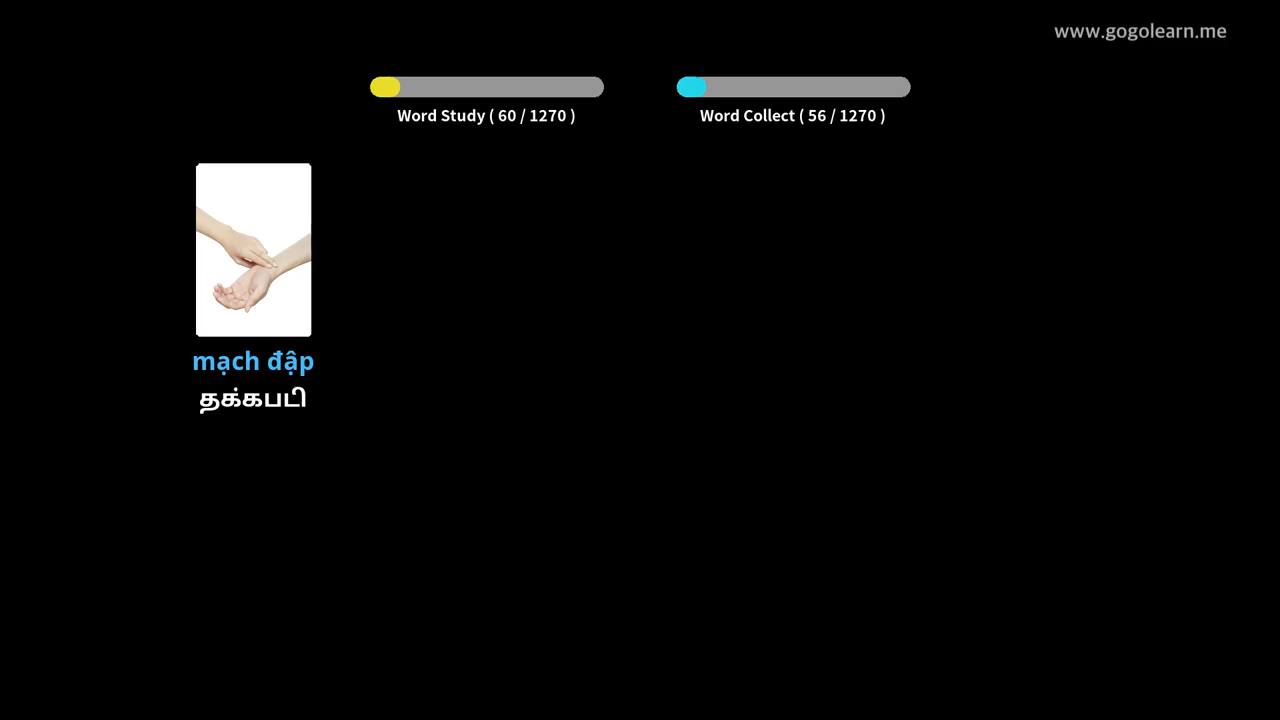 www.gogolearn.me
Word Study ( 60 / 1270 )
Word Collect ( 56 / 1270 )
mạch đập
தக்கபடி